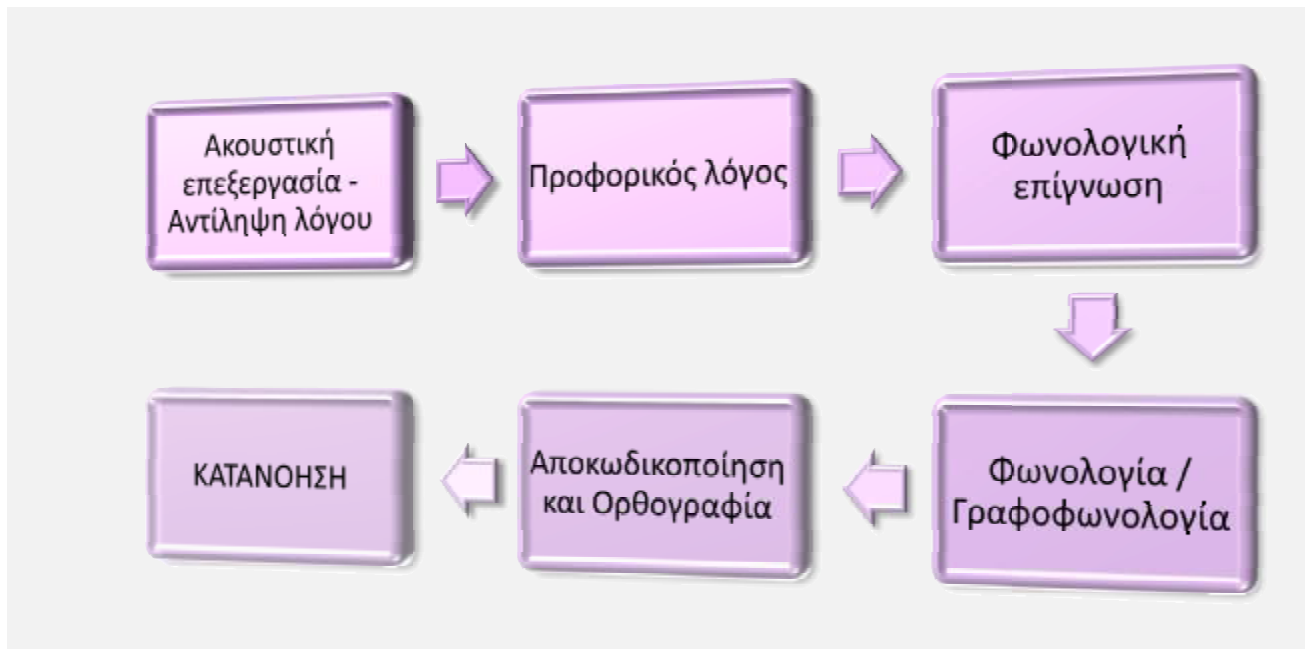 Ακουστική
επεξεργασία -
Αντίληψη λόγου
Προφορικός λόγος
Φωνολογική
επίγνωση
Φωνολογία /
Γραφοφωνολογία
Αποκωδικοποίηση
και Ορθογραφία
ΚΑΤΑΝΟΗΣΗ